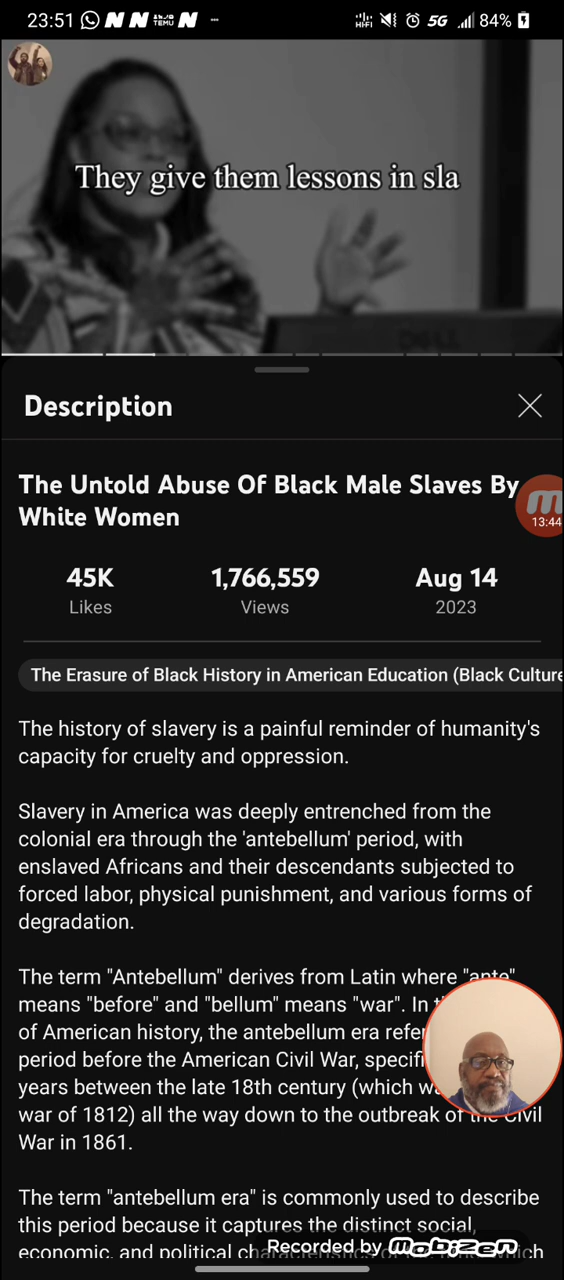 23:51 N N TEMU N
5G 84%
They give them lessons in sla
DELL
Description
The Untold Abuse Of Black Male Slaves By
White Women
13:44
45K 1,766,559 Aug 14
Likes Views 2023
The Erasure of Black History in American Education (Black Culture
The history of slavery is a painful reminder of humanity's
capacity for cruelty and oppression.
Slavery in America was deeply entrenched from the
colonial era through the 'antebellum' period, with
enslaved Africans and their descendants subjected to
forced labor, physical punishment, and various forms of
degradation.
The term "Antebellum" derives from Latin where "ante"
means "before" and "bellum" means "war". In
of American history, the antebellum era
period before the American Civil War,
years between the late 18th century (which
war of 1812) all the way down to the outbreak of the Civil
War in 1861.
The term "antebellum era" is commonly used to describe
this period because it captures the distinct social,
economic, and political
Recorded by mobizen